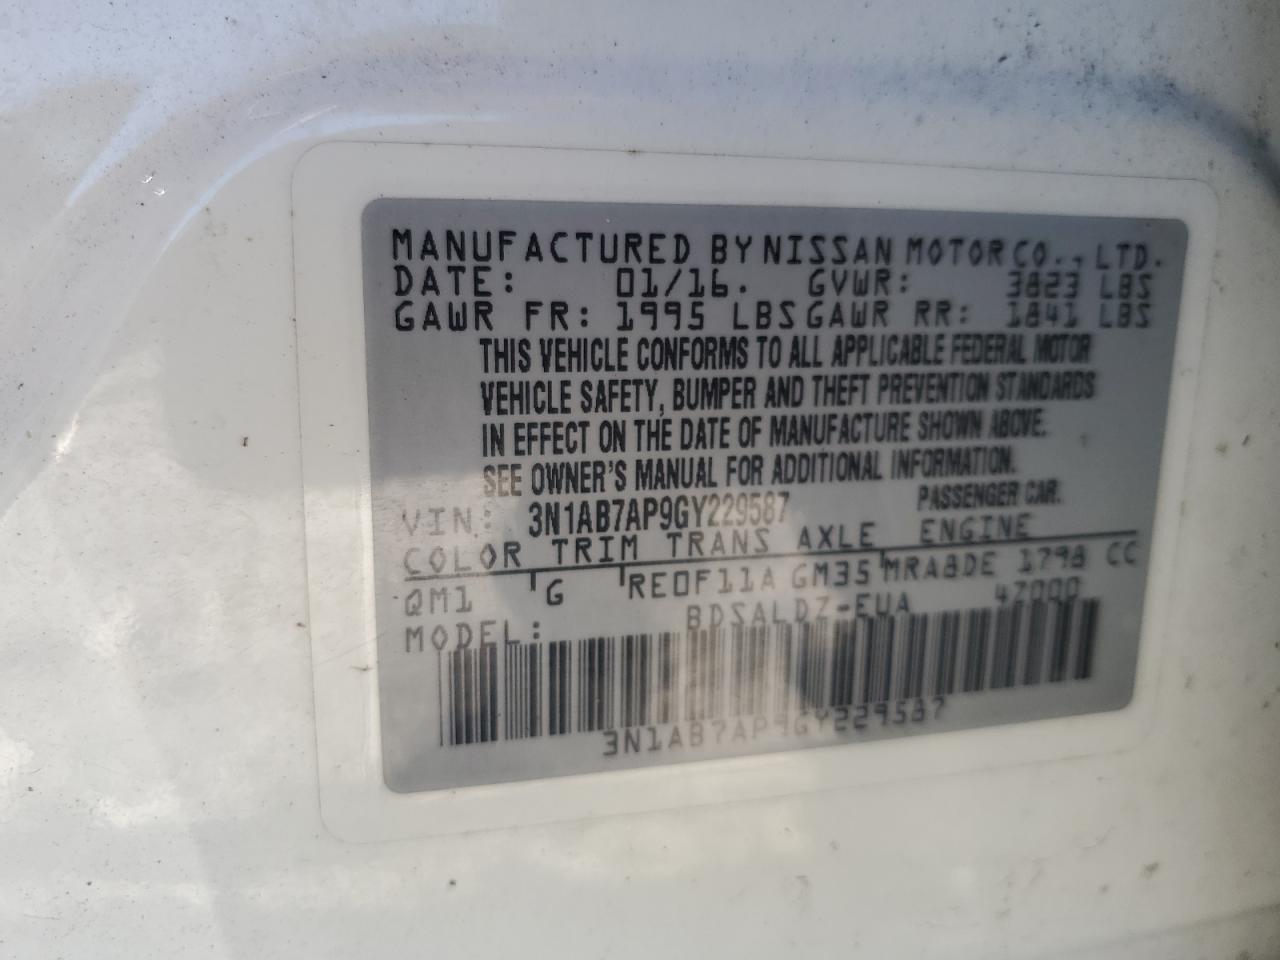 MANUFACTURED BY NISSAN MOTOR CO., LTD.
DATE: 01/16. GVWR: 3823 LBS
GAWR FR: 1995 LBS GAWR RR: 1841 LBS
THIS VEHICLE CONFORMS TO ALL APPLICABLE FEDERAL MOTOR
VEHICLE SAFETY, BUMPER AND THEFT PREVENTION STANDARDS
IN EFFECT ON THE DATE OF MANUFACTURE SHOWN ABOVE.
SEE OWNER'S MANUAL FOR ADDITIONAL INFORMATION.
VIN: 3N1AB7AP9GY229587 PASSENGER CAR.
COLOR TRIM TRANS AXLE ENGINE
QM1 G RE0F11A GM35 MRA8DE 1798 CC
MODEL: BDSALDZ-EUA 47000
3N1AB7AP9GY229587